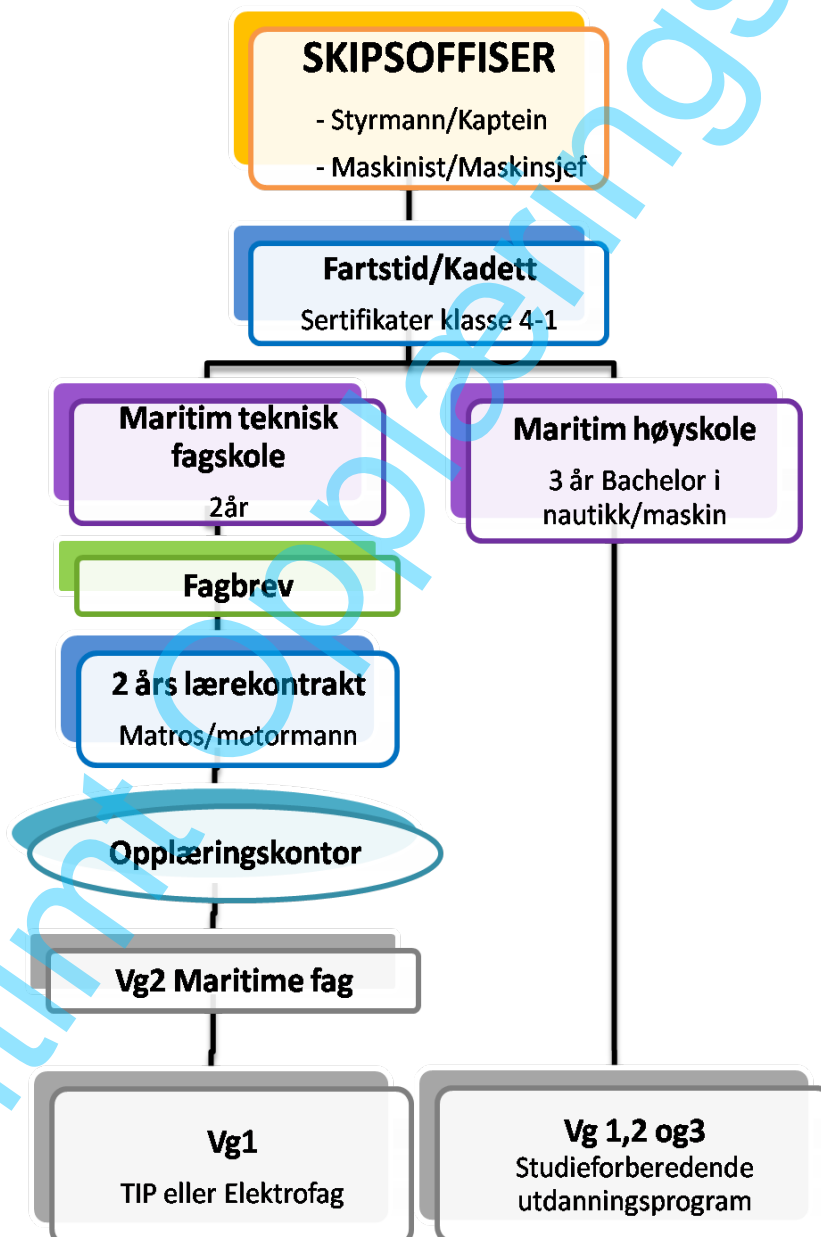 SKIPSOFFISER
- Styrmann/Kaptein
- Maskinist/Maskinsjef
Fartstid/Kadett
Sertifikater klasse 4-1
Maritim teknisk
fagskole
2år
Maritim høyskole
3 år Bachelor i
nautikk/maskin
Fagbrev
2 års lærekontrakt
Matros/motormann
Opplæringskontor
Vg2 Maritime fag
Vg1
TIP eller Elektrofag
Vg 1,2 og3
Studieforberedende
utdanningsprogram
timt Opplærings